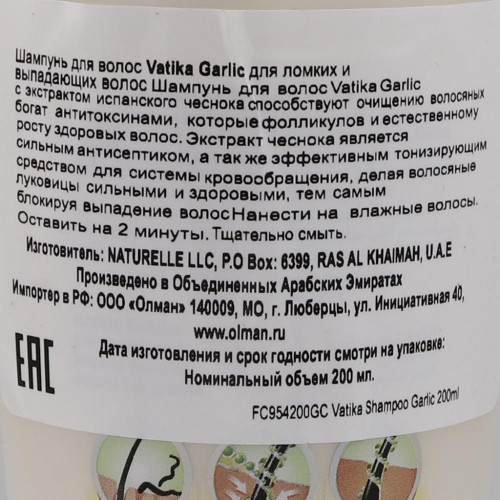 Шампунь для волос Vatika Garlic для ломких и
выпадающих волос Шампунь для волос Vatika Garlic
с экстрактом испанского чеснока способствуют очищению волосяных
богат антитоксинами, которые фолликулов и естественному
росту здоровых волос. Экстракт чеснока является
сильным антисептиком, а так же эффективным тонизирующим
средством для системы кровообращения, делая волосяные
луковицы сильными и здоровыми, тем самым
блокируя выпадение волос Нанести на влажные волосы.
Оставить на 2 минуты. Тщательно смыть.
Изготовитель: NATURELLE LLC, P.O Box: 6399, RAS AL KHAIMAH, U.A.E
Произведено в Объединенных Арабских Эмиратах
Импортер в РФ: ООО «Олман» 140009, МО, г. Люберцы, ул. Инициативная 40,
www.olman.ru
EAC
Дата изготовления и срок годности смотри на упаковке:
Номинальный объем 200 мл.
FC954200GC Vatika Shampoo Garlic 200ml